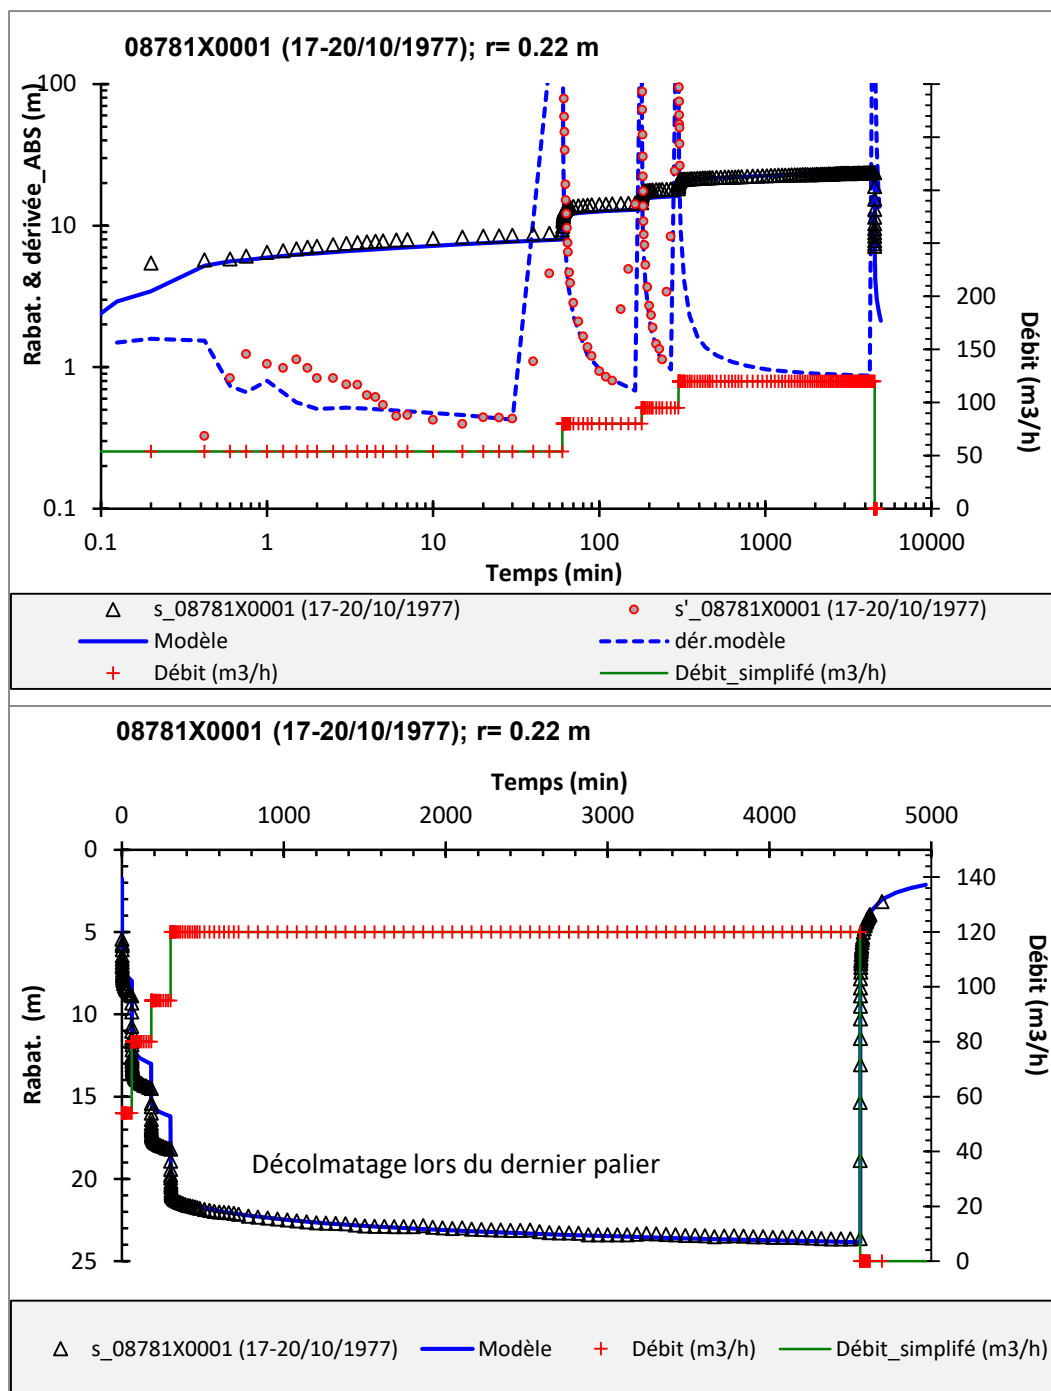 08781X0001 (17-20/10/1977); r= 0.22 m
Rabat. & dérivée_ABS (m)
100
10
1
0.1
200
150
100
50
0
Débit (m3/h)
0.1 1 10 100 1000 10000
Temps (min)
s_08781X0001 (17-20/10/1977) s'_08781X0001 (17-20/10/1977)
Modèle dér.modèle
Débit (m3/h) Débit_simplifé (m3/h)
08781X0001 (17-20/10/1977); r= 0.22 m
Temps (min)
0 1000 2000 3000 4000 5000
Rabat. (m)
0
5
10
15
20
25
140
120
100
80
60
40
20
0
Débit (m3/h)
Décolmatage lors du dernier palier
s_08781X0001 (17-20/10/1977) Modèle Débit (m3/h) Débit_simplifé (m3/h)